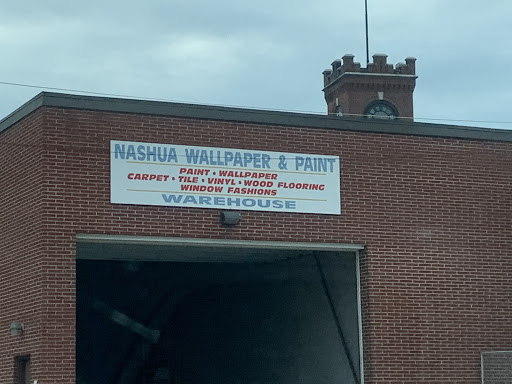 NASHUA WALLPAPER & PAINT
PAINT • WALLPAPER
CARPET • TILE • VINYL • WOOD FLOORING
WINDOW FASHIONS
WAREHOUSE